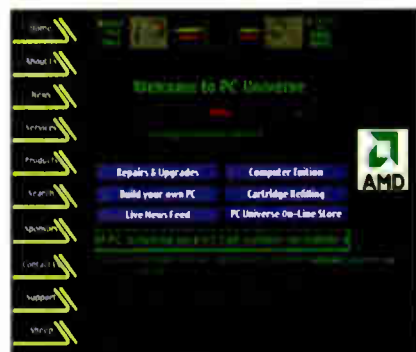 Home
About Us
News
Services
Products
Search
Sponsors
Contact Us
Support
Welcome to PC Universe
Repairs & Upgrades
Computer Tuition
Build your own PC
Cartridge Refilling
Live News Feed
PC Universe On-Line Store
AMD